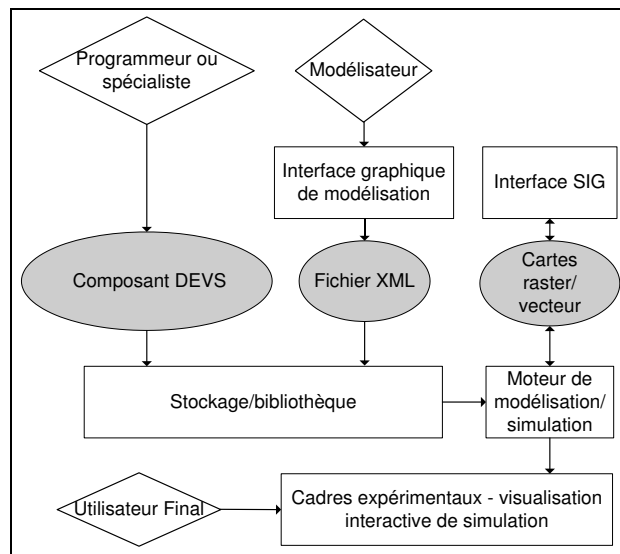 Programmeur ou
spécialiste
Modélisateur
Interface graphique
de modélisation
Interface SIG
Composant DEVS
Fichier XML
Cartes
raster/
vecteur
Stockage/bibliothèque
Moteur de
modélisation/
simulation
Utilisateur Final
Cadres expérimentaux - visualisation
interactive de simulation